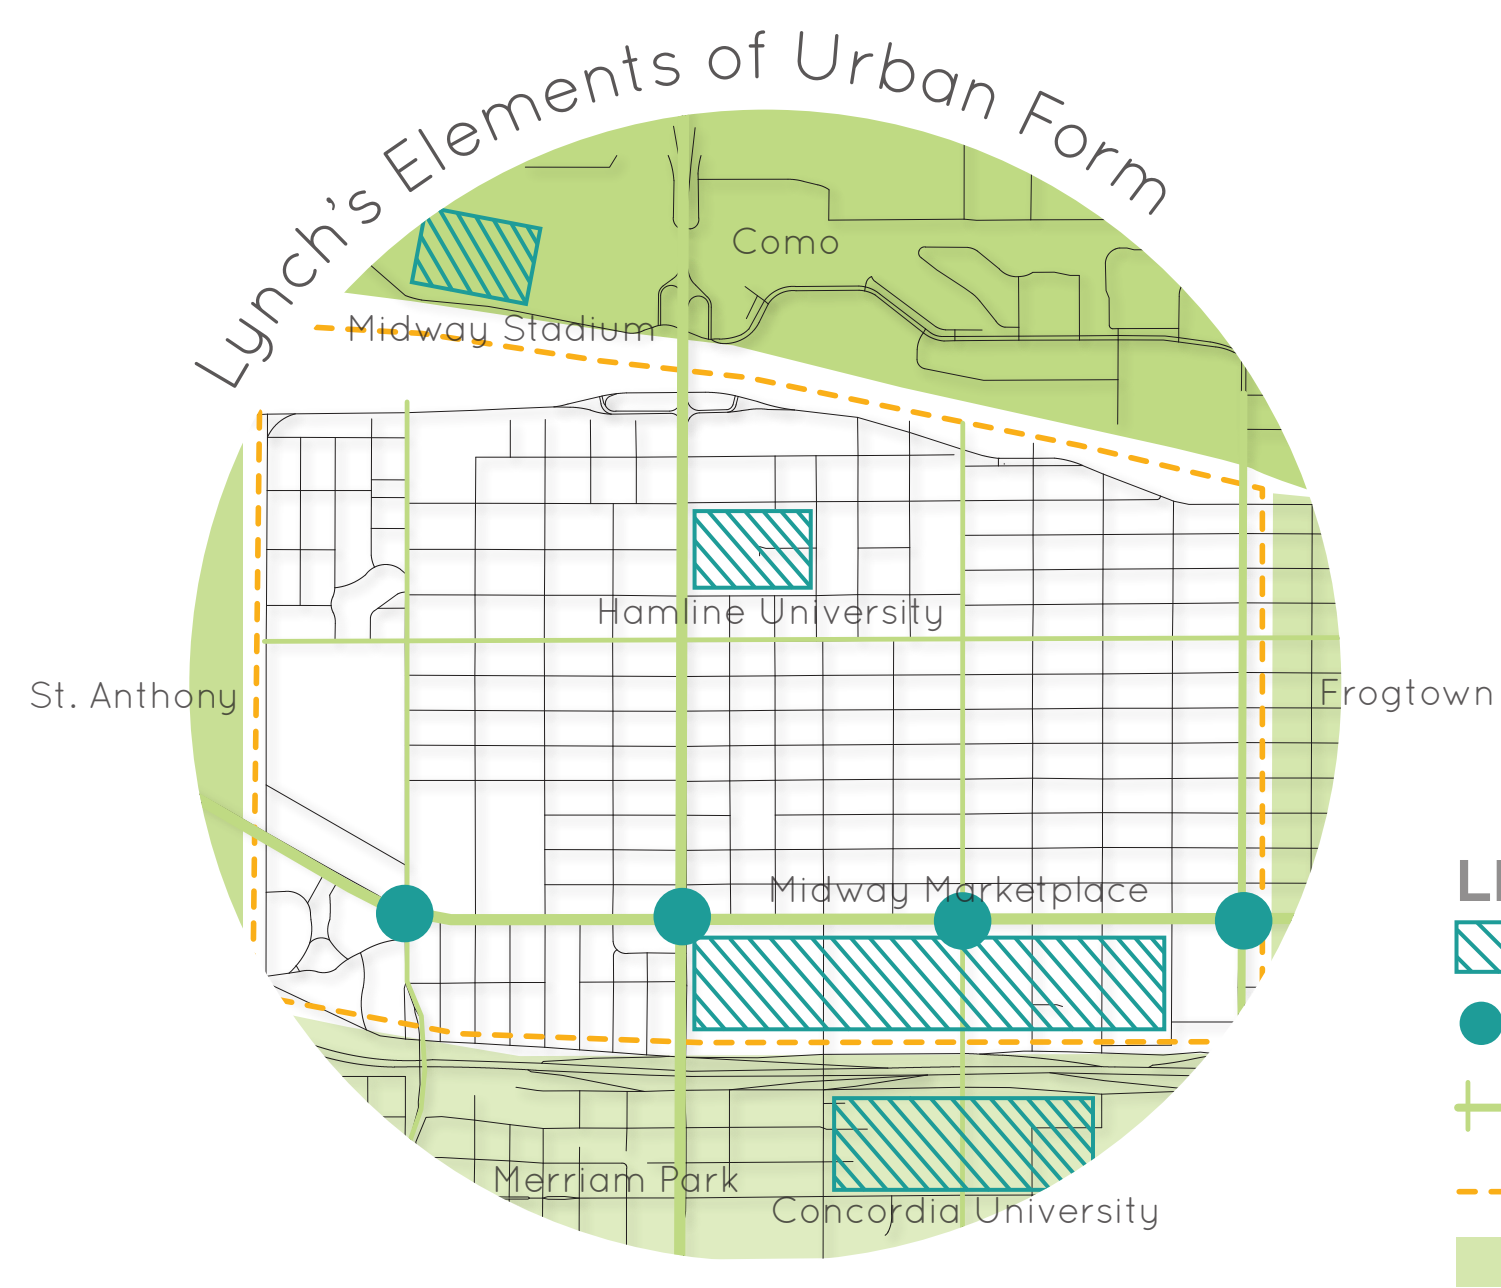 Lynch's Elements of Urban Form
Como
Midway Stadium
Hamline University
St. Anthony
Frogtown
Midway Marketplace
Merriam Park
Concordia University